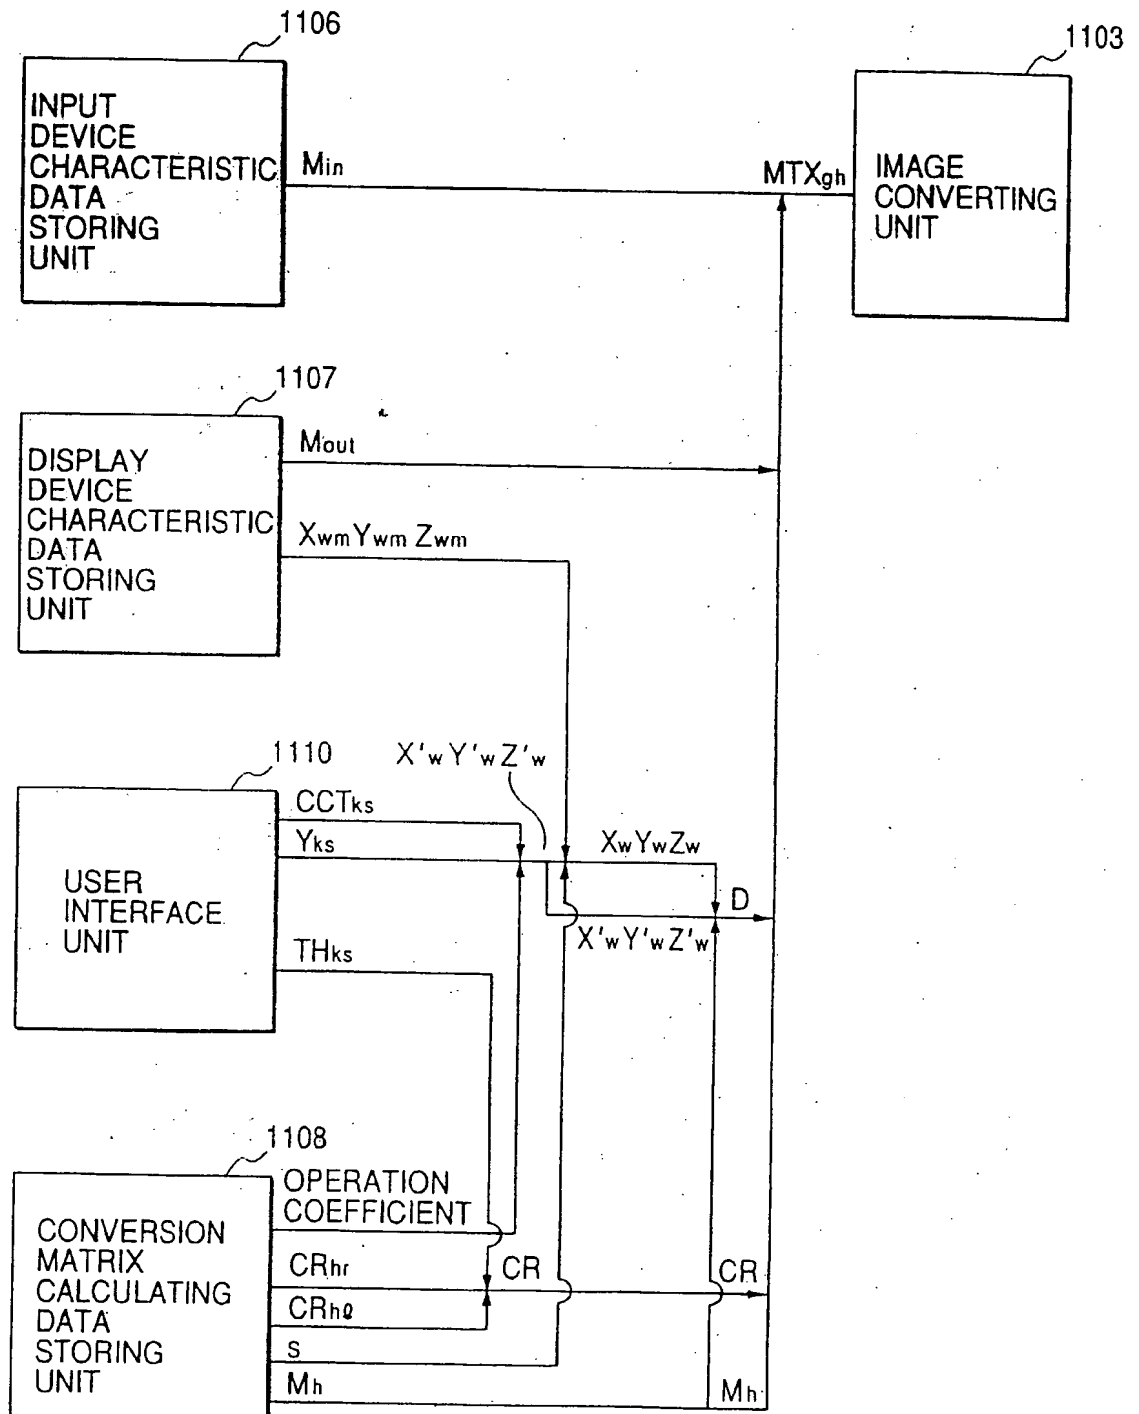 1106
INPUT
DEVICE
CHARACTERISTIC
DATA
STORING
UNIT
Min
MTXgh
1103
IMAGE
CONVERTING
UNIT
1107
DISPLAY
DEVICE
CHARACTERISTIC
DATA
STORING
UNIT
Mout
XwmYwmZwm
1110
USER
INTERFACE
UNIT
CCTks
Yks
THks
X'wY'wZ'w
XwYwZw
D
X'wY'wZ'w
1108
CONVERSION
MATRIX
CALCULATING
DATA
STORING
UNIT
OPERATION
COEFFICIENT
CRhr
CR
CR
CRhℓ
s
Mh
Mh